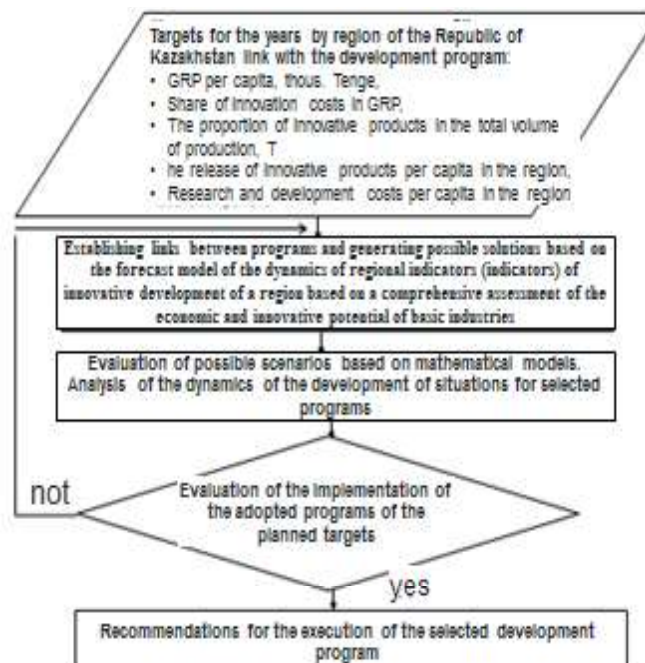 Targets for the years by region of the Republic of
Kazakhstan link with the development program:
• GRP per capita, thous. Tenge,
• Share of innovation costs in GRP,
• The proportion of innovative products in the total volume
of production, T
• he release of innovative products per capita in the region,
• Research and development costs per capita in the region
Establishing links between programs and generating possible solutions based on
the forecast model of the dynamics of regional indicators (indicators) of
innovative development of a region based on a comprehensive assessment of the
economic and innovative potential of basic industries
Evaluation of possible scenarios based on mathematical models.
Analysis of the dynamics of the development of situations for selected
programs
not
Evaluation of the implementation of
the adopted programs of the
planned targets
yes
Recommendations for the execution of the selected development
program